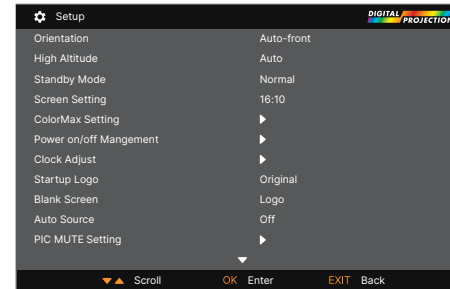 Setup
DIGITAL PROJECTION
Orientation Auto-front
High Altitude Auto
Standby Mode Normal
Screen Setting 16:10
ColorMax Setting
Power on/off Mangement
Clock Adjust
Startup Logo Original
Blank Screen Logo
Auto Source Off
PIC MUTE Setting
Scroll OK Enter EXIT Back